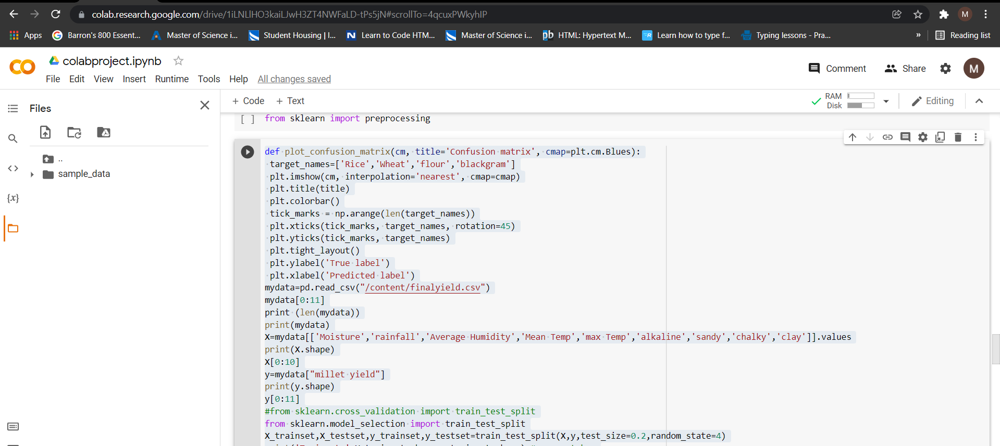 colab.research.google.com/drive/1iLNLlHO3kaiLJwH3ZT4NWFaLD-tPs5jN#scrollTo=4qcuxPWkyhIP
M
Apps
Barron's 800 Essent...
Master of Science i...
Student Housing | I...
Learn to Code HTM...
Master of Science i...
HTML: Hypertext M...
Learn how to type f...
Typing lessons - Pra...
»
Reading list
colabproject.ipynb
File Edit View Insert Runtime Tools Help All changes saved
Comment
Share
M
Files
+ Code + Text
RAM
Disk
Editing
..
sample_data
{x}
[ ] from sklearn import preprocessing
def plot_confusion_matrix(cm, title='Confusion matrix', cmap=plt.cm.Blues):
target_names=['Rice','Wheat','flour','blackgram']
plt.imshow(cm, interpolation='nearest', cmap=cmap)
plt.title(title)
plt.colorbar()
tick_marks = np.arange(len(target_names))
plt.xticks(tick_marks, target_names, rotation=45)
plt.yticks(tick_marks, target_names)
plt.tight_layout()
plt.ylabel('True label')
plt.xlabel('Predicted label')
mydata=pd.read_csv("/content/finalyield.csv")
mydata[0:11]
print (len(mydata))
print(mydata)
X=mydata[['Moisture','rainfall','Average Humidity','Mean Temp','max Temp','alkaline','sandy','chalky','clay']].values
print(X.shape)
X[0:10]
y=mydata["millet yield"]
print(y.shape)
y[0:11]
#from sklearn.cross_validation import train_test_split
from sklearn.model_selection import train_test_split
X_trainset,X_testset,y_trainset,y_testset=train_test_split(X,y,test_size=0.2,random_state=4)